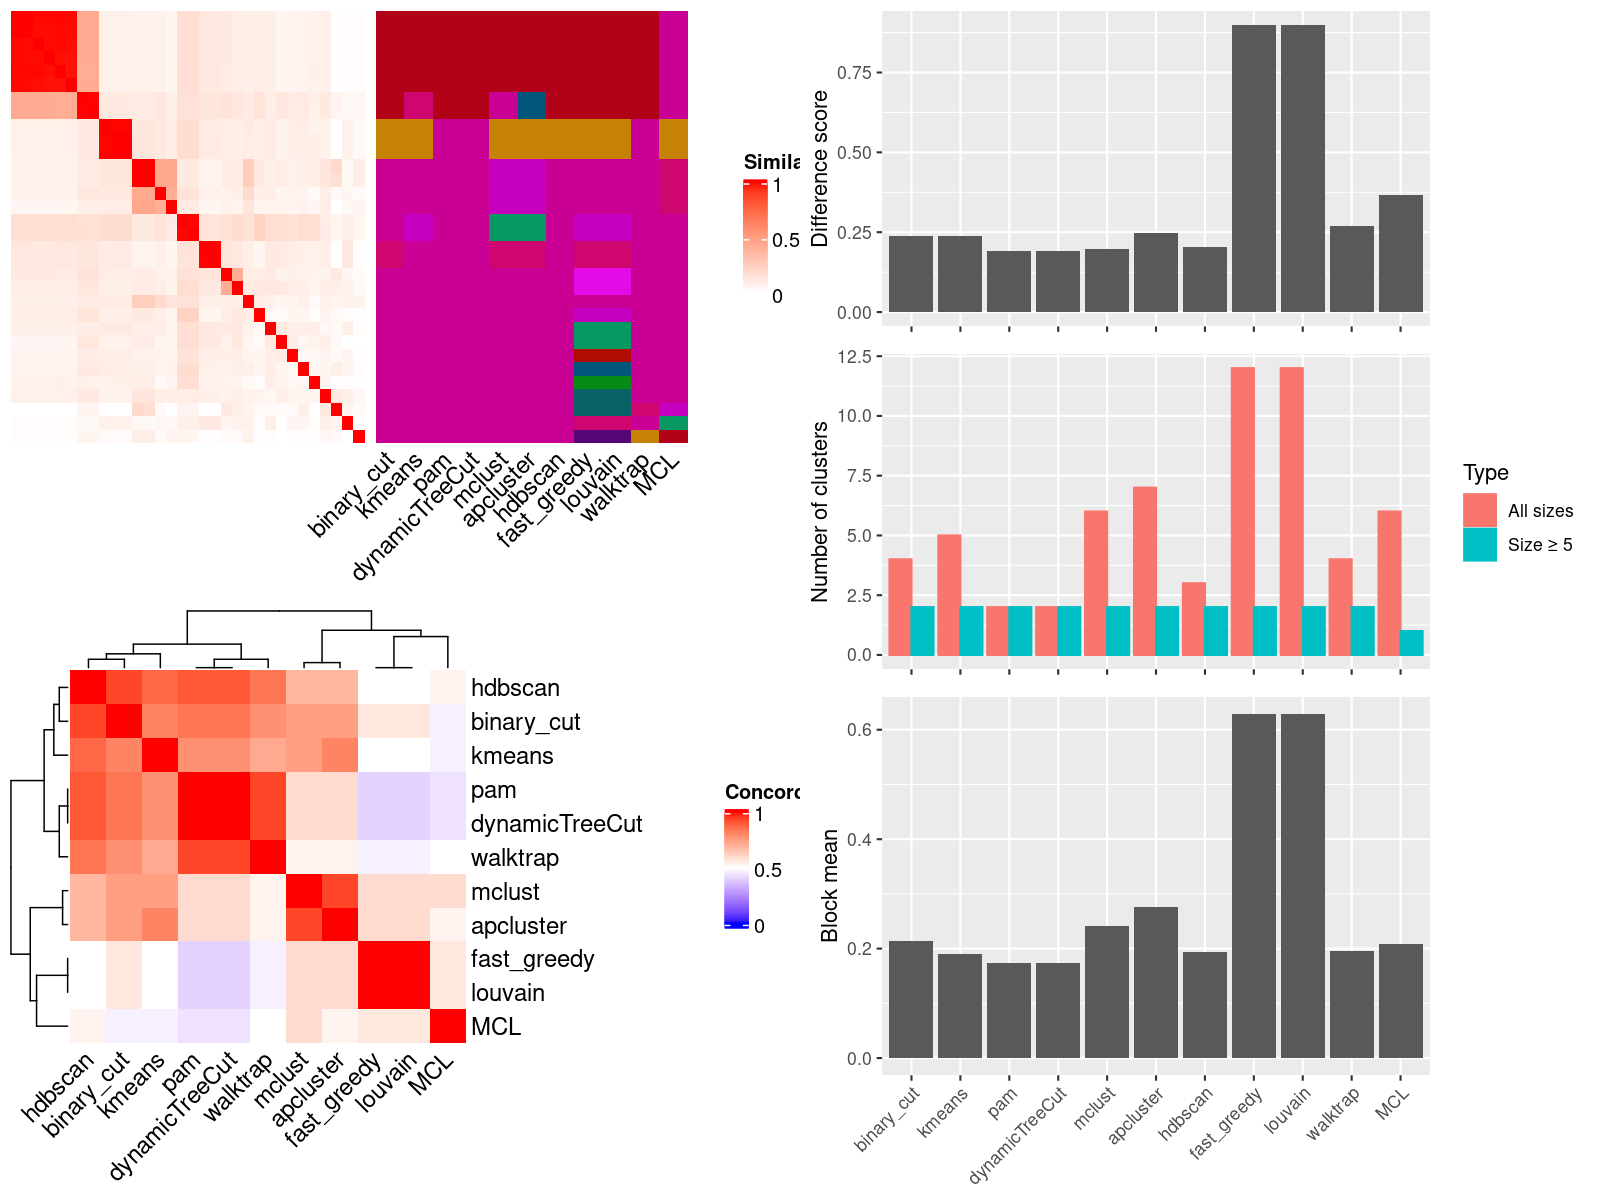 Simila
1
0.5
0
binary_cut
kmeans
pam
dynamicTreeCut
mclust
apcluster
hdbscan
fast_greedy
louvain
walktrap
MCL
hdbscan
binary_cut
kmeans
pam
dynamicTreeCut
walktrap
mclust
apcluster
fast_greedy
louvain
MCL
hdbscan
binary_cut
kmeans
pam
dynamicTreeCut
walktrap
mclust
apcluster
fast_greedy
louvain
MCL
Concord
1
0.5
0
Difference score
0.75
0.50
0.25
0.00
Number of clusters
12.5
10.0
7.5
5.0
2.5
0.0
Type
All sizes
Size ≥ 5
Block mean
0.6
0.4
0.2
0.0
binary_cut
kmeans
pam
dynamicTreeCut
mclust
apcluster
hdbscan
fast_greedy
louvain
walktrap
MCL